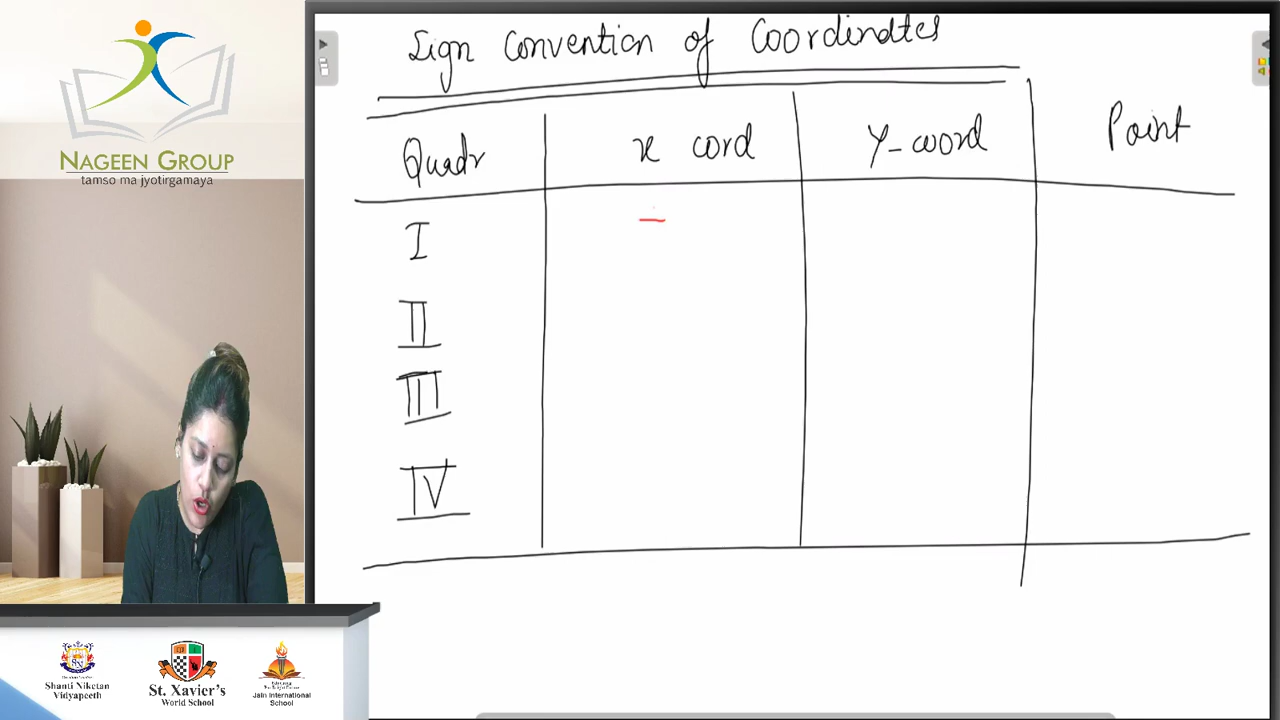 NAGEEN GROUP
tamso ma jyotirgamaya
Sign Convention of Coordinates
Quadr x cord Y-coord Point
I
II
III
IV
Shanti Niketan
Vidyapeeth
St. Xavier's
World School
Jain International
School